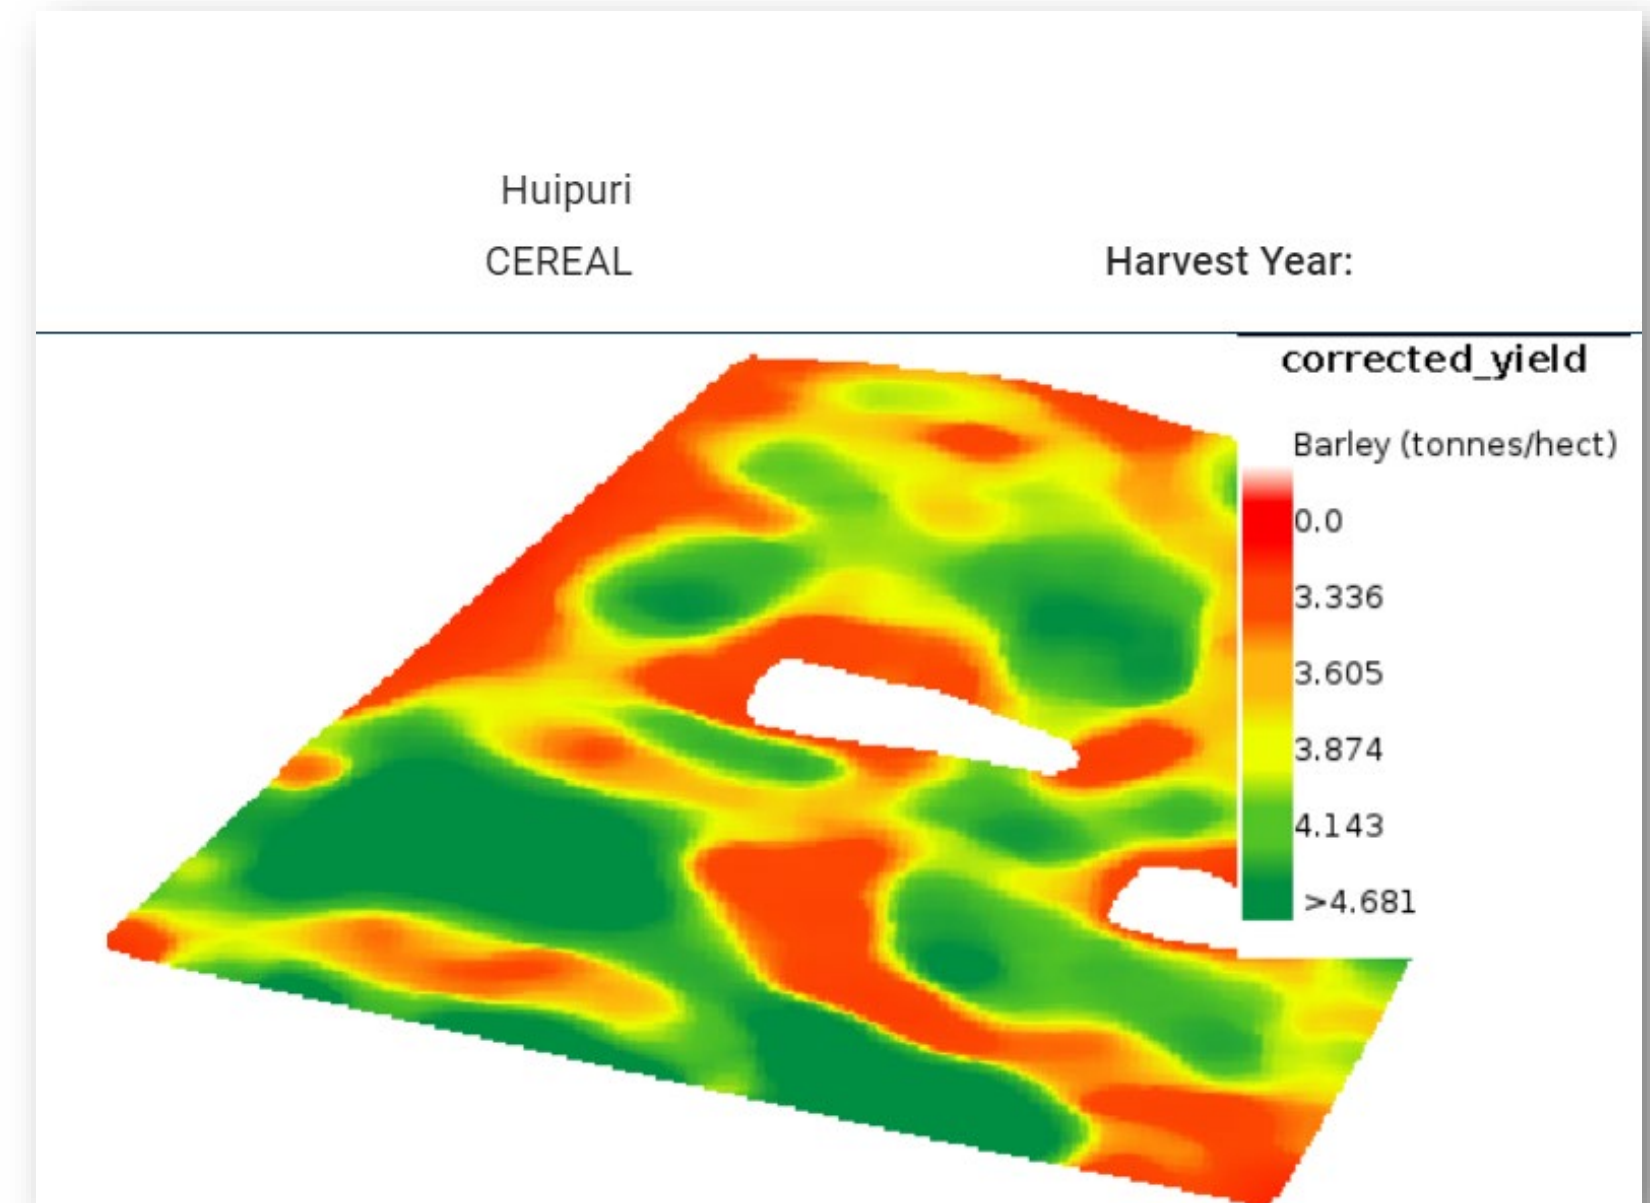 Huipuri
CEREAL
Harvest Year:
corrected_yield
Barley (tonnes/hect)
0.0
3.336
3.605
3.874
4.143
>4.681